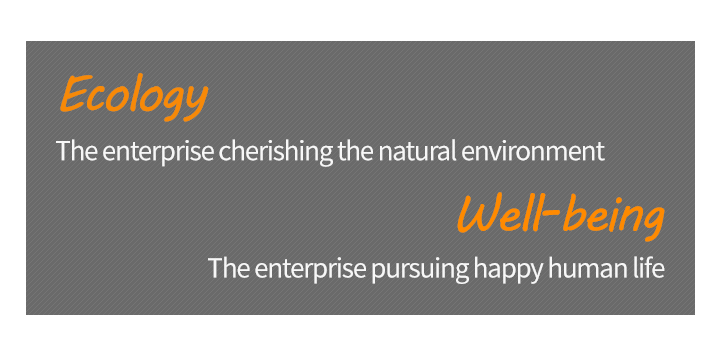 Ecology
The enterprise cherishing the natural environment
Well-being
The enterprise pursuing happy human life